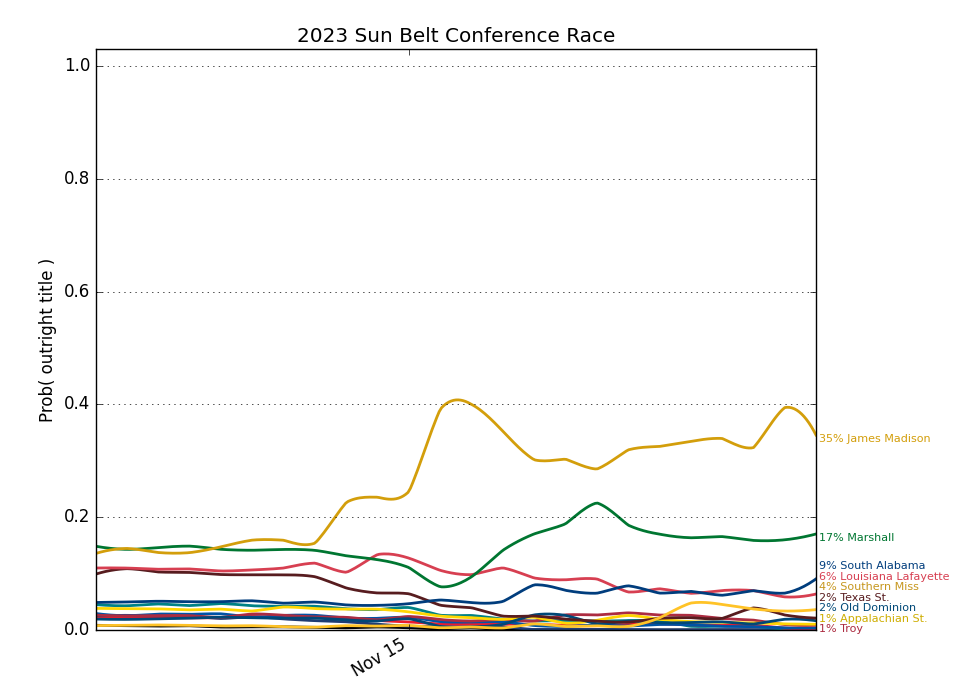 2023 Sun Belt Conference Race
1.0
0.8
0.6
0.4
0.2
0.0
Prob( outright title )
Nov 15
35% James Madison
17% Marshall
9% South Alabama
6% Louisiana Lafayette
4% Southern Miss
2% Texas St.
2% Old Dominion
1% Appalachian St.
1% Troy